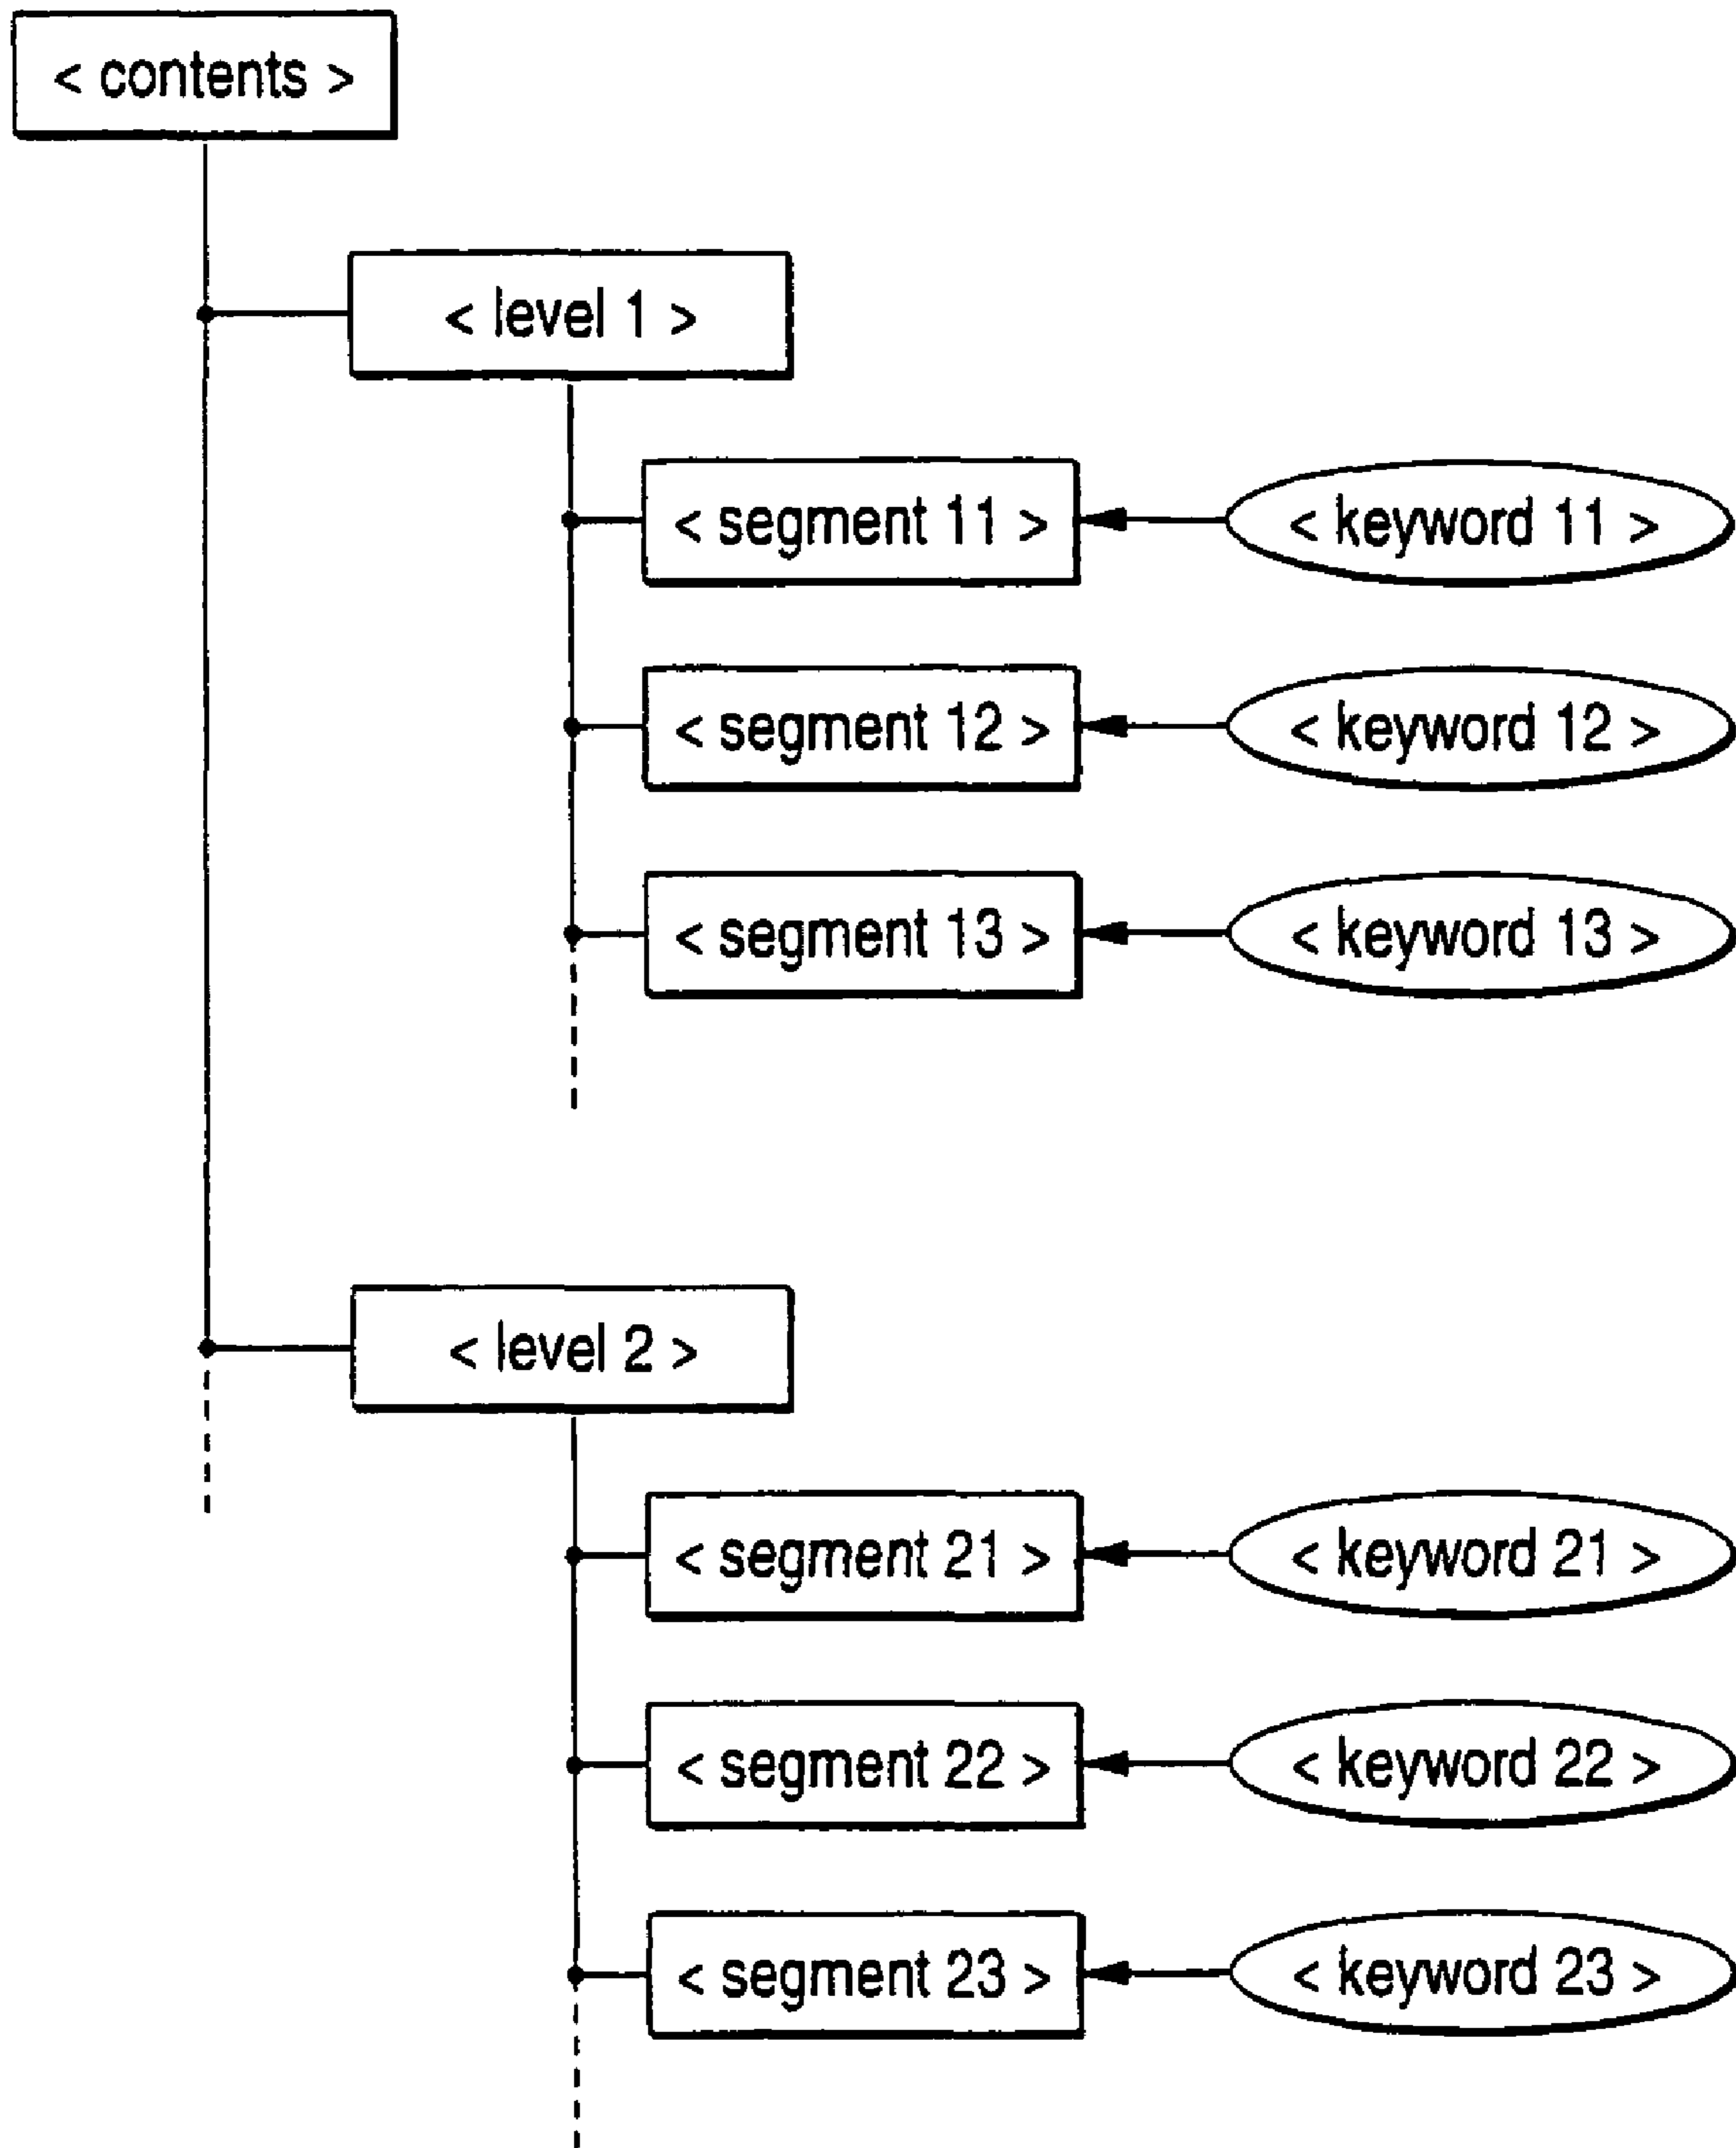 < contents >
< level 1 >
< segment 11 > < keyword 11 >
< segment 12 > < keyword 12 >
< segment 13 > < keyword 13 >
< level 2 >
< segment 21 > < keyword 21 >
< segment 22 > < keyword 22 >
< segment 23 > < keyword 23 >